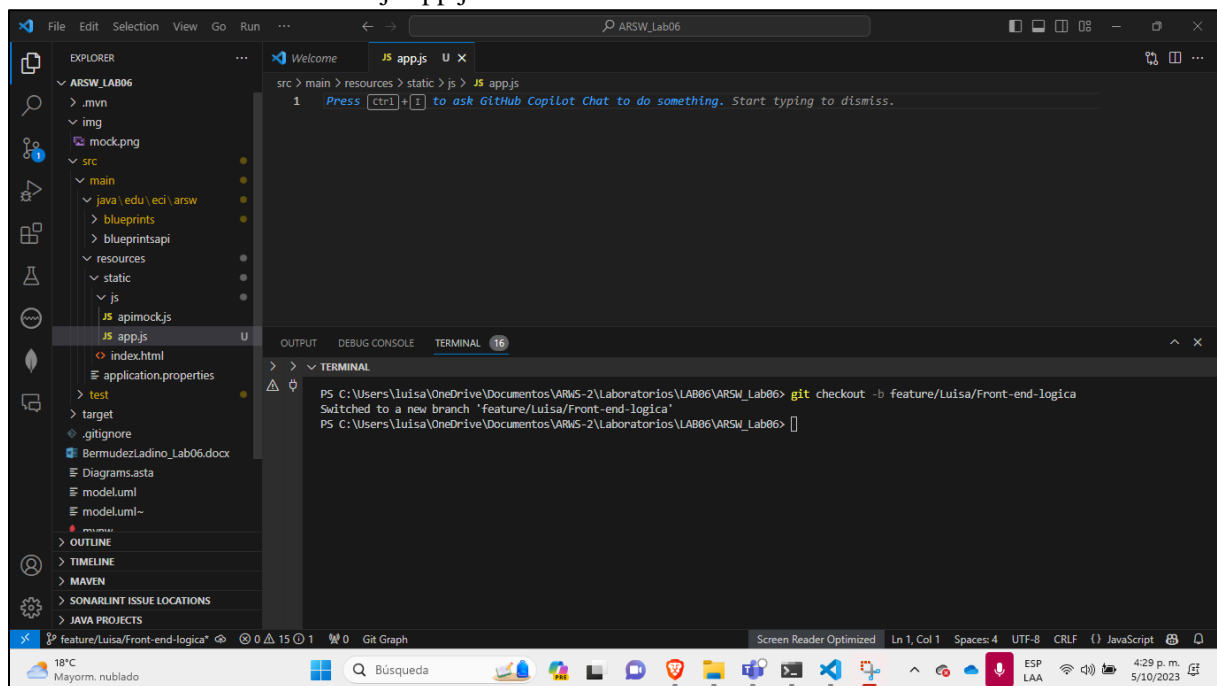 js app.js
File Edit Selection View Go Run ... ARSW_Lab06
EXPLORER ...
ARSW_LAB06
.mvn
img
mock.png
src
main
java\edu\eci\arsw
blueprints
blueprintsapi
resources
static
js
JS apimock.js
JS app.js U
index.html
application.properties
test
target
.gitignore
BermudezLadino_Lab06.docx
Diagrams.asta
model.uml
model.uml~
OUTLINE
TIMELINE
MAVEN
SONARLINT ISSUE LOCATIONS
JAVA PROJECTS
1
Welcome JS app.js U
src > main > resources > static > js > JS app.js
1 Press Ctrl+I to ask GitHub Copilot Chat to do something. Start typing to dismiss.
OUTPUT DEBUG CONSOLE TERMINAL 16
TERMINAL
PS C:\Users\luisa\OneDrive\Documentos\ARWS-2\Laboratorios\LAB06\ARSW_Lab06> git checkout -b feature/Luisa/Front-end-logica
Switched to a new branch 'feature/Luisa/Front-end-logica'
PS C:\Users\luisa\OneDrive\Documentos\ARWS-2\Laboratorios\LAB06\ARSW_Lab06>
feature/Luisa/Front-end-logica* 0 15 1 0 Git Graph Screen Reader Optimized Ln 1, Col 1 Spaces: 4 UTF-8 CRLF {} JavaScript
18°C
Mayorm. nublado
Búsqueda
PRE
ESP
LAA
4:29 p. m.
5/10/2023